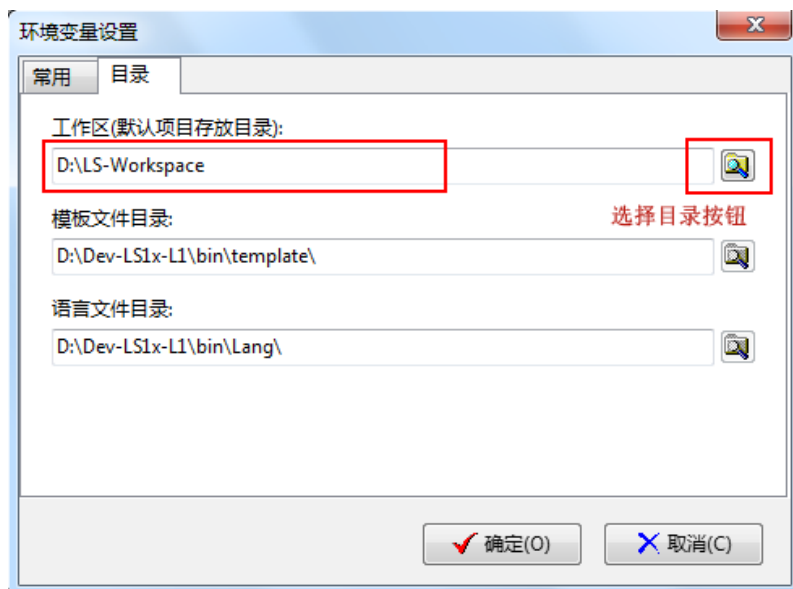 环境变量设置
常用 目录
工作区(默认项目存放目录):
D:\LS-Workspace
模板文件目录: 选择目录按钮
D:\Dev-LS1x-L1\bin\template\
语言文件目录:
D:\Dev-LS1x-L1\bin\Lang\
确定(O) 取消(C)